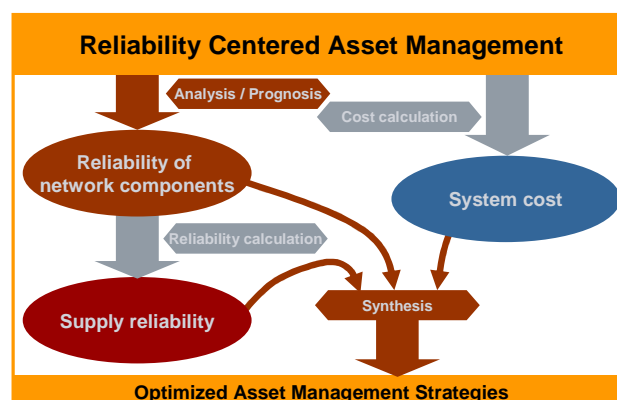 Reliability Centered Asset Management
Analysis / Prognosis
Cost calculation
Reliability of
network components
System cost
Reliability calculation
Supply reliability
Synthesis
Optimized Asset Management Strategies